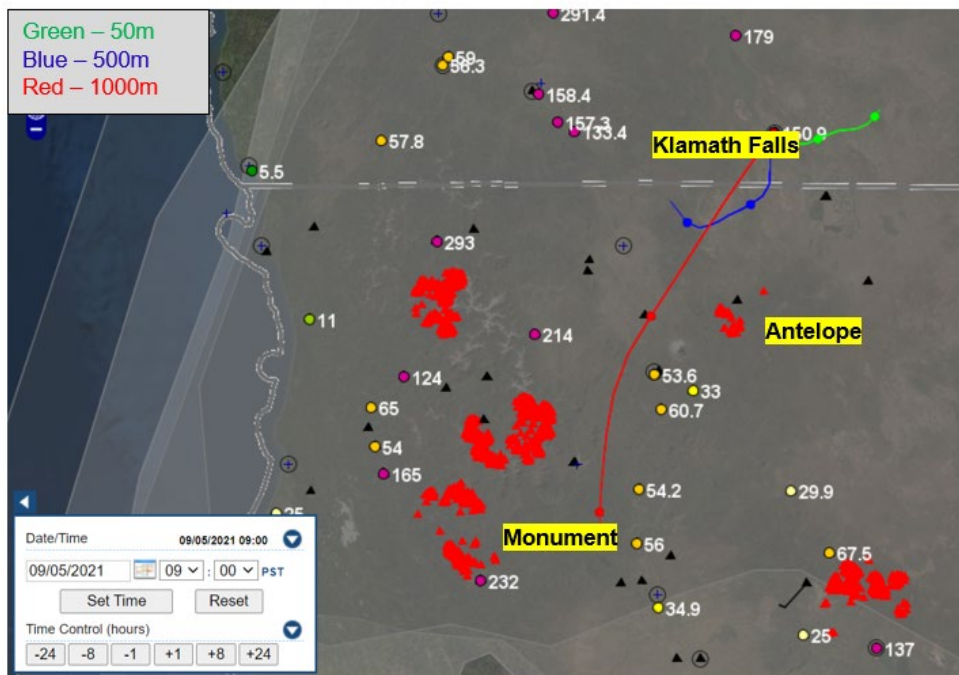 Green – 50m
Blue – 500m
Red – 1000m
291.4
179
59
56.3
158.4
157.3
133.4
57.8
Klamath Falls
150.9
5.5
293
11
214
Antelope
124
53.6
33
65
60.7
54
165
54.2
29.9
25
Monument
56
67.5
232
34.9
25
137
Date/Time
09/05/2021 09:00
09/05/2021
09 : 00 PST
Set Time
Reset
Time Control (hours)
-24 -8 -1 +1 +8 +24